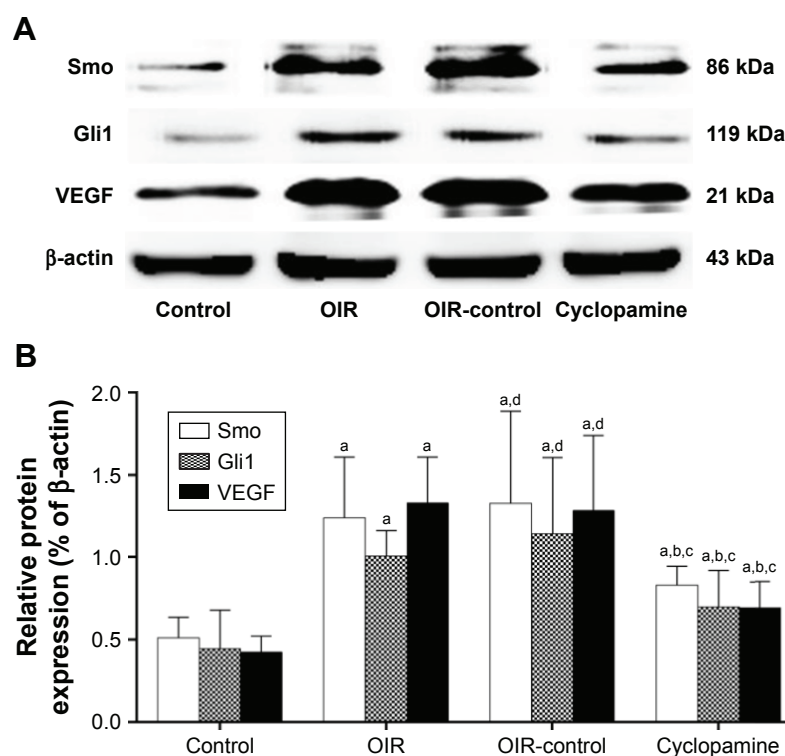 A
Smo 86 kDa
Gli1 119 kDa
VEGF 21 kDa
β-actin 43 kDa
Control OIR OIR-control Cyclopamine
B
Relative protein
expression (% of β-actin)
2.0
1.5
1.0
0.5
0.0
Smo
Gli1
VEGF
a a a
a,d a,d a,d
a,b,c a,b,c a,b,c
Control OIR OIR-control Cyclopamine